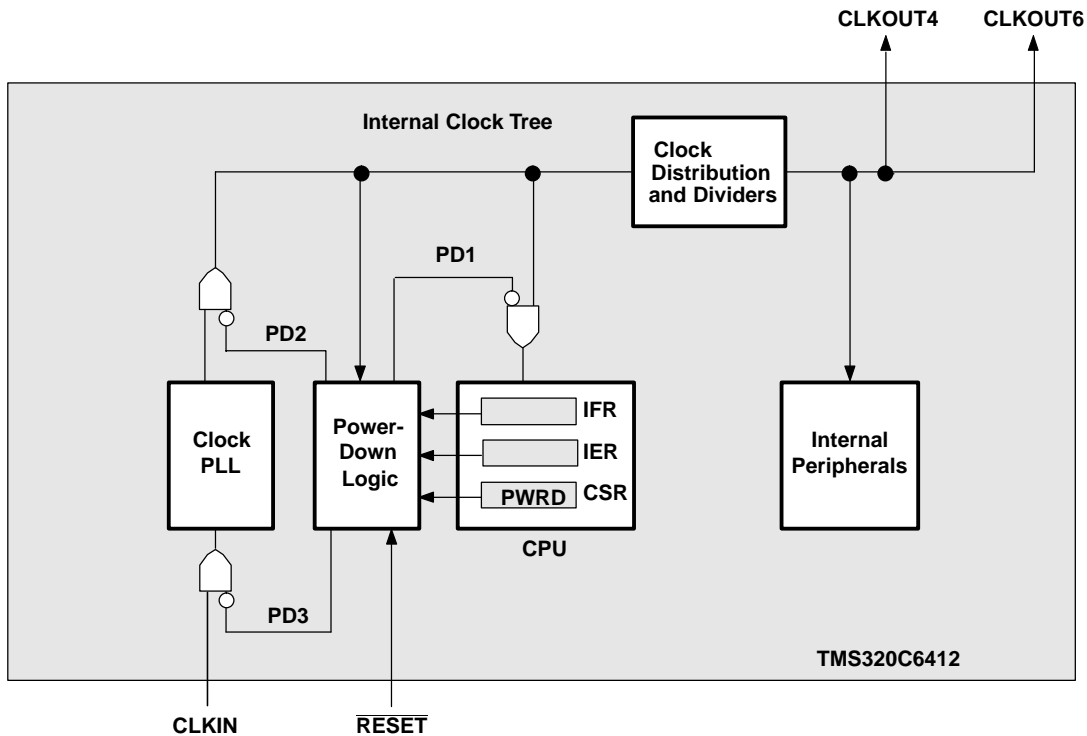 CLKOUT4 CLKOUT6
Internal Clock Tree
Clock
Distribution
and Dividers
PD1
PD2
Clock
PLL
Power-
Down
Logic
IFR
IER
PWRD CSR
CPU
Internal
Peripherals
PD3
TMS320C6412
CLKIN RESET